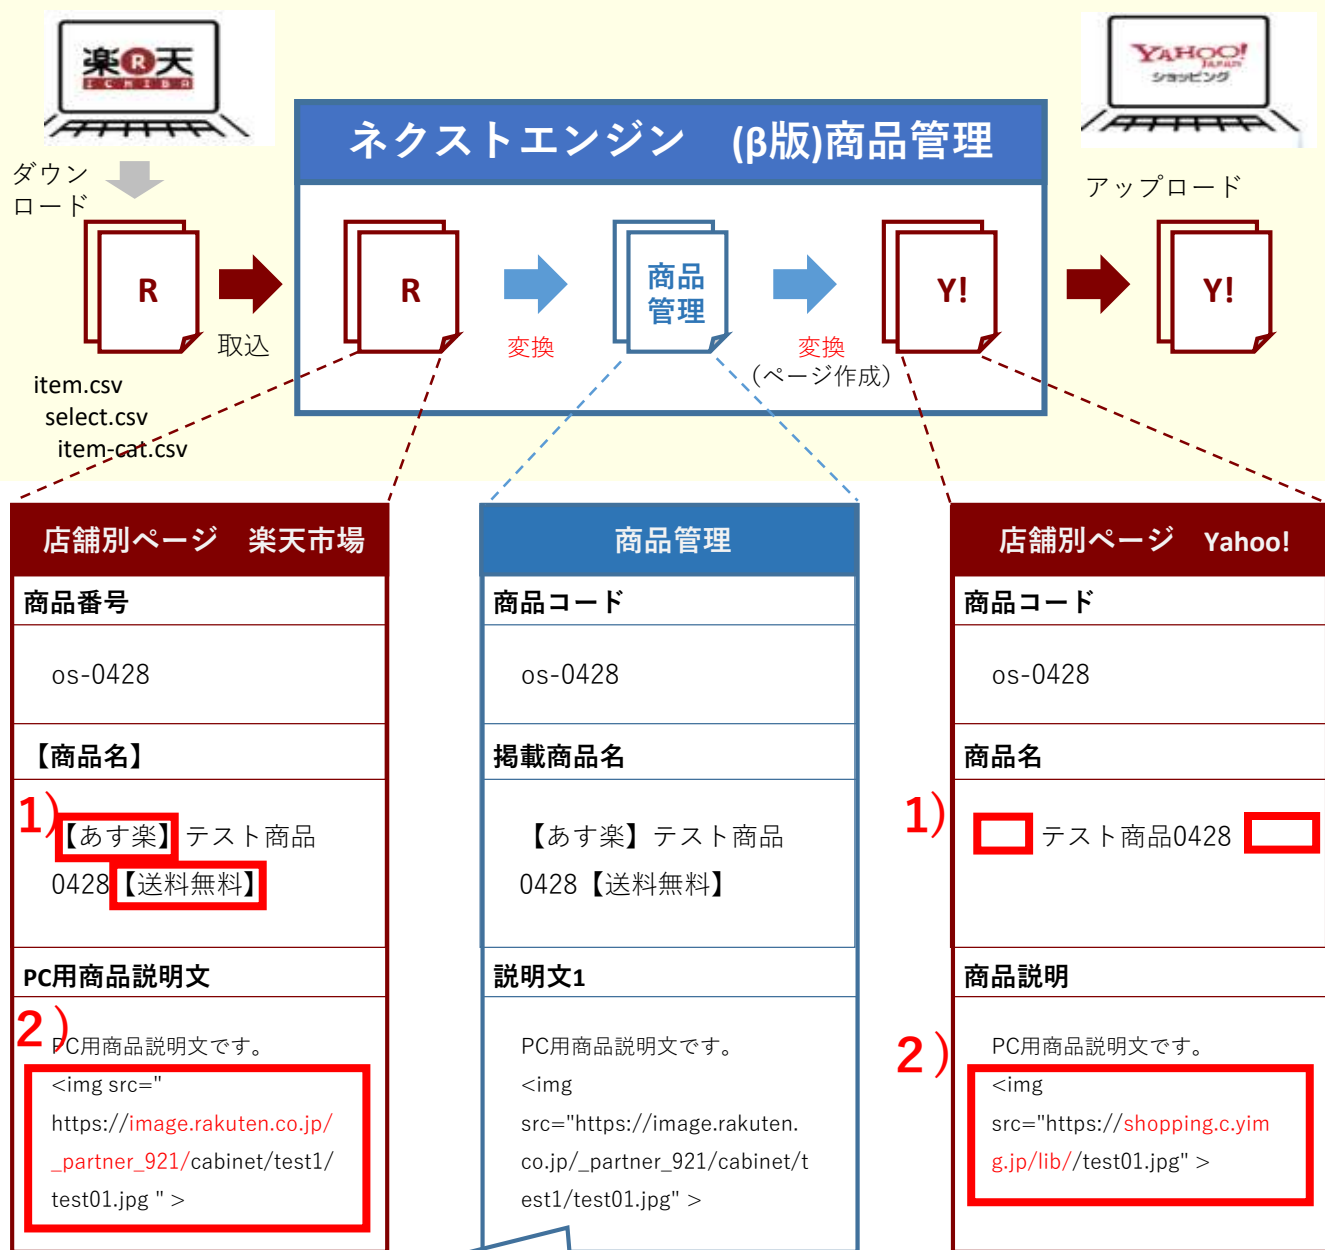 楽R天
ICHIBA
YAHOO!
JAPAN
ショッピング
ネクストエンジン　(β版)商品管理
ダウン
ロード
アップロード
R
取込
R
変換
商品
管理
変換
（ページ作成）
Y!
Y!
item.csv
select.csv
item-cat.csv
店舗別ページ　楽天市場
商品番号
os-0428
【商品名】
1)
【あす楽】テスト商品
0428【送料無料】
PC用商品説明文
2)
PC用商品説明文です。
<img src="
https://image.rakuten.co.jp/
_partner_921/cabinet/test1/
test01.jpg " >
商品管理
商品コード
os-0428
掲載商品名
【あす楽】テスト商品
0428【送料無料】
説明文1
PC用商品説明文です。
<img
src="https://image.rakuten.
co.jp/_partner_921/cabinet/t
est1/test01.jpg" >
店舗別ページ　Yahoo!
商品コード
os-0428
商品名
1)
テスト商品0428
商品説明
2)
PC用商品説明文です。
<img
src="https://shopping.c.yim
g.jp/lib//test01.jpg" >